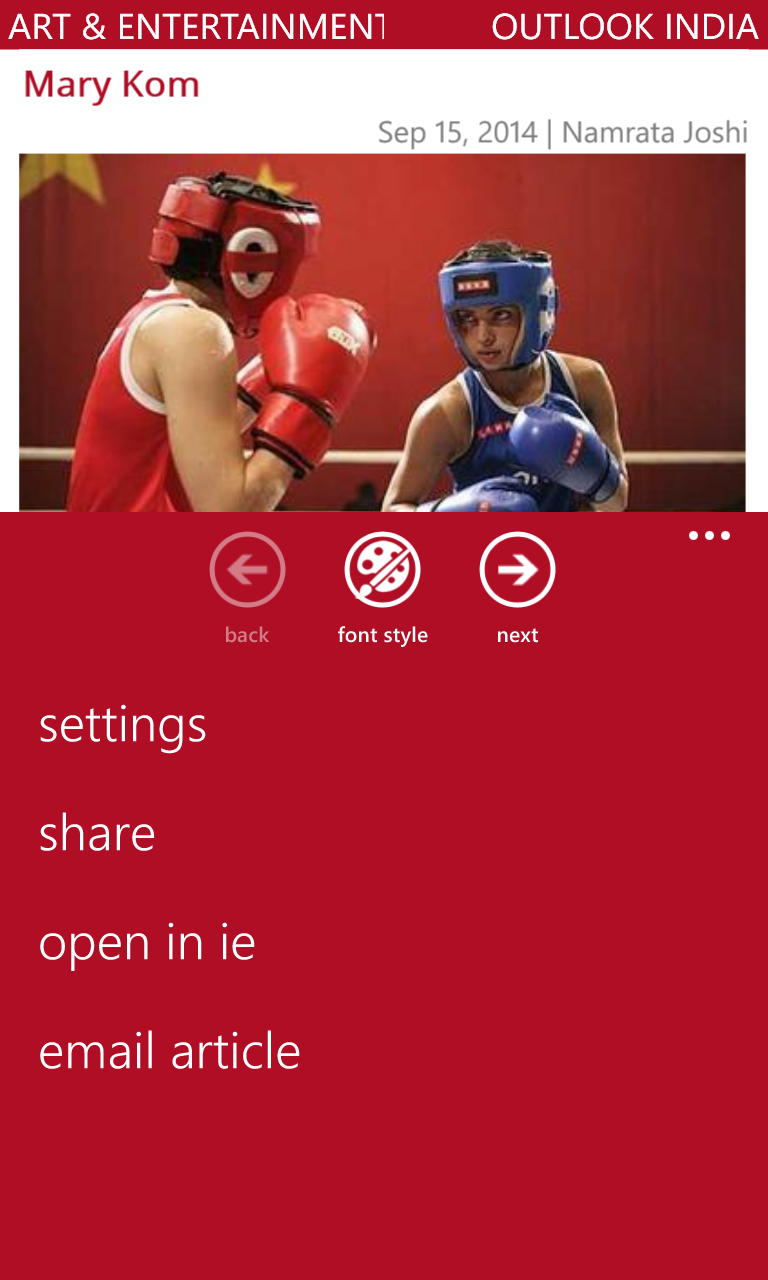 ART & ENTERTAINMENT OUTLOOK INDIA
Mary Kom
Sep 15, 2014 | Namrata Joshi
back font style next
settings
share
open in ie
email article